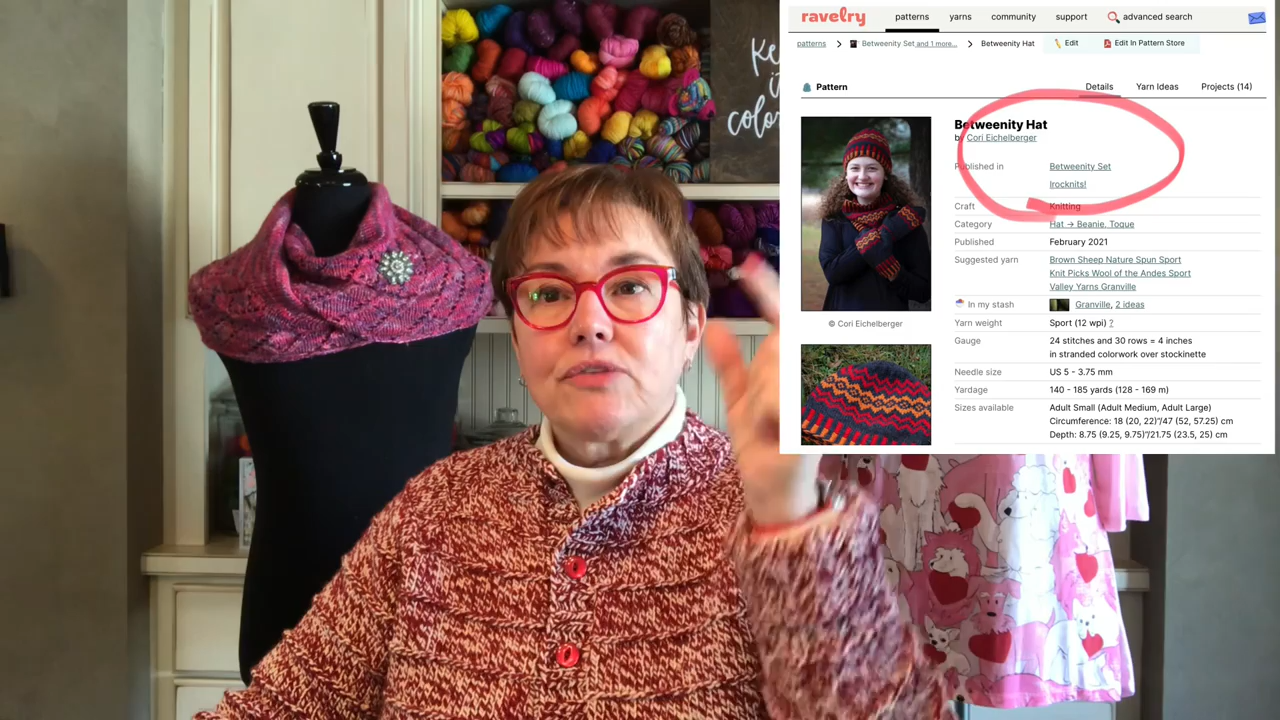 Ke
i
colo
ravelry
patterns yarns community support advanced search
patterns > Betweenity Set and 1 more... > Betweenity Hat Edit Edit In Pattern Store
Pattern Details Yarn Ideas Projects (14)
Betweenity Hat
by Cori Eichelberger
Published in Betweenity Set
Irocknits!
Craft Knitting
Category Hat → Beanie, Toque
Published February 2021
Suggested yarn Brown Sheep Nature Spun Sport
Knit Picks Wool of the Andes Sport
Valley Yarns Granville
In my stash Granville, 2 ideas
Yarn weight Sport (12 wpi) ?
Gauge 24 stitches and 30 rows = 4 inches
in stranded colorwork over stockinette
Needle size US 5 - 3.75 mm
Yardage 140 - 185 yards (128 - 169 m)
Sizes available Adult Small (Adult Medium, Adult Large)
Circumference: 18 (20, 22)"/47 (52, 57.25) cm
Depth: 8.75 (9.25, 9.75)"/21.75 (23.5, 25) cm
© Cori Eichelberger